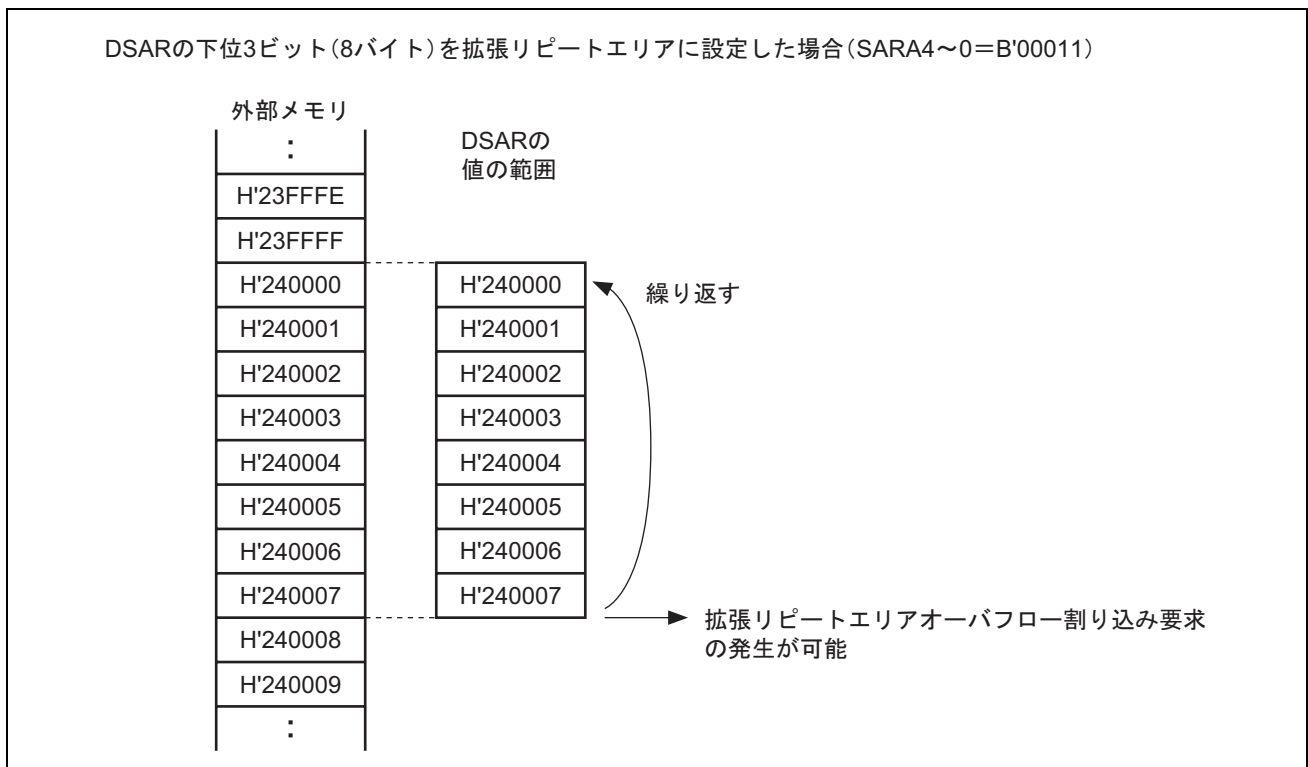 DSARの下位3ビット(8バイト)を拡張リピートエリアに設定した場合(SARA4〜0=B'00011)
外部メモリ
:
H'23FFFE
H'23FFFF
H'240000
H'240001
H'240002
H'240003
H'240004
H'240005
H'240006
H'240007
H'240008
H'240009
:
DSARの
値の範囲
H'240000
H'240001
H'240002
H'240003
H'240004
H'240005
H'240006
H'240007
繰り返す
拡張リピートエリアオーバフロー割り込み要求
の発生が可能